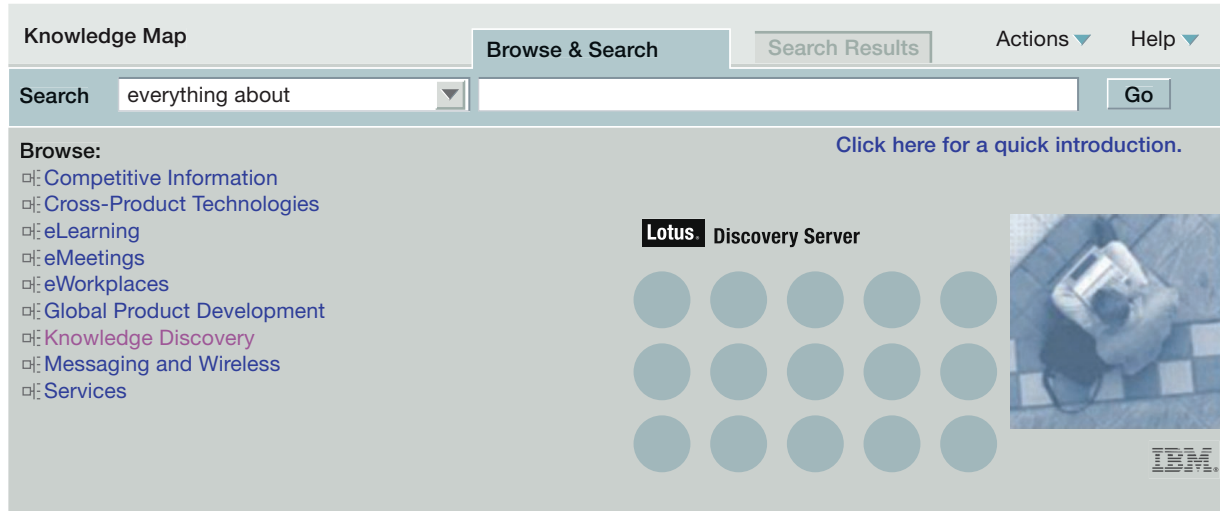 Knowledge Map
Browse & Search
Search Results
Actions
Help
Search
everything about
Go
Click here for a quick introduction.
Browse:
Competitive Information
Cross-Product Technologies
eLearning
eMeetings
eWorkplaces
Global Product Development
Knowledge Discovery
Messaging and Wireless
Services
Lotus. Discovery Server
IBM.